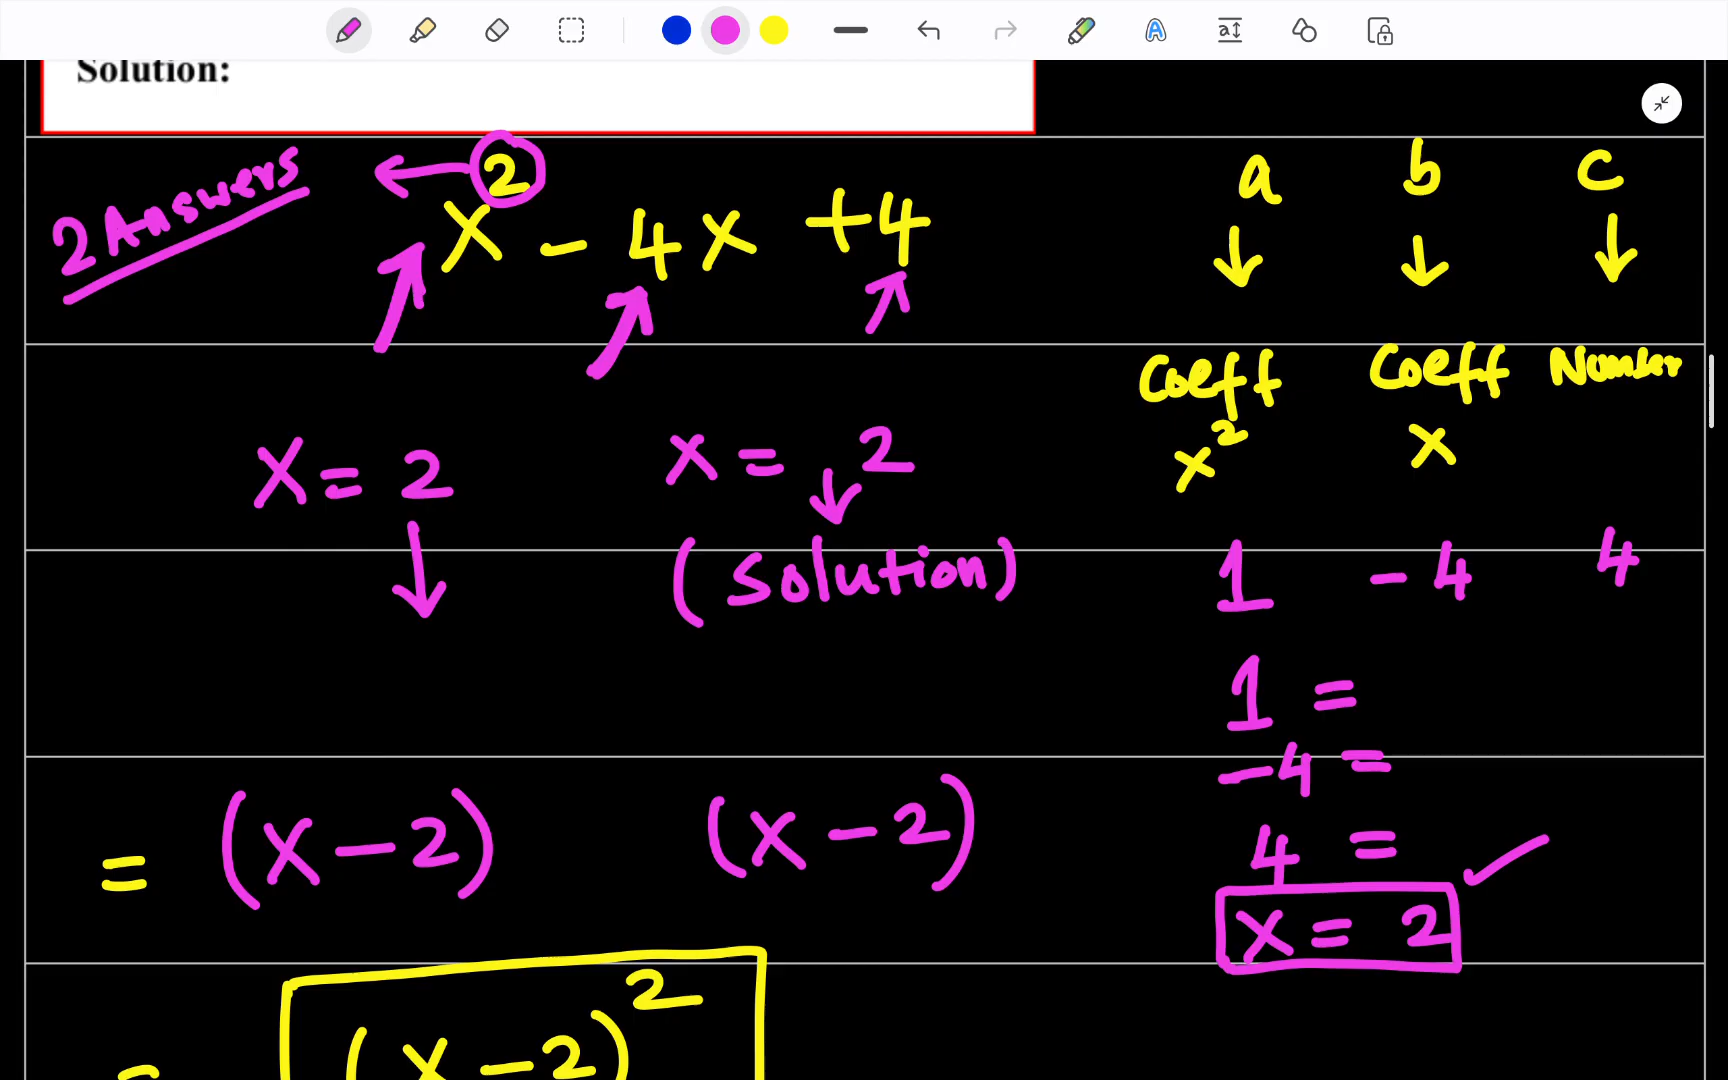 Solution:
2 Answers
x² - 4x + 4
a b c
Coeff x²
Coeff x
Number
x = 2
x = 2
(Solution)
1 - 4 4
1 =
-4 =
4 =
x = 2
= (x-2) (x-2)
= (x-2)²